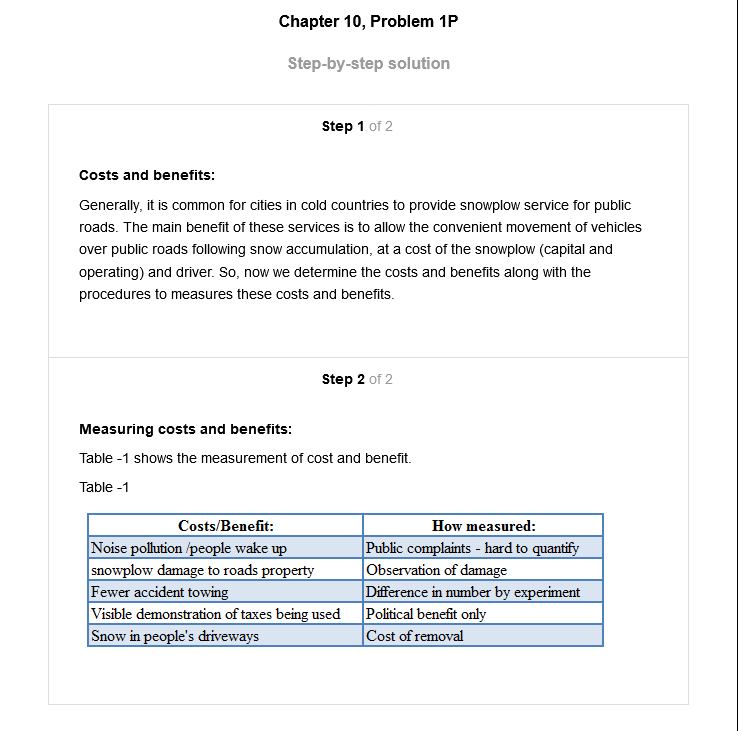 Chapter 10, Problem 1P
Step-by-step solution
Step 1 of 2
Costs and benefits:
Generally, it is common for cities in cold countries to provide snowplow service for public
roads. The main benefit of these services is to allow the convenient movement of vehicles
over public roads following snow accumulation, at a cost of the snowplow (capital and
operating) and driver. So, now we determine the costs and benefits along with the
procedures to measures these costs and benefits.
Step 2 of 2
Measuring costs and benefits:
Table -1 shows the measurement of cost and benefit.
Table -1
Costs/Benefit: How measured:
Noise pollution /people wake up Public complaints - hard to quantify
snowplow damage to roads property Observation of damage
Fewer accident towing Difference in number by experiment
Visible demonstration of taxes being used Political benefit only
Snow in people's driveways Cost of removal